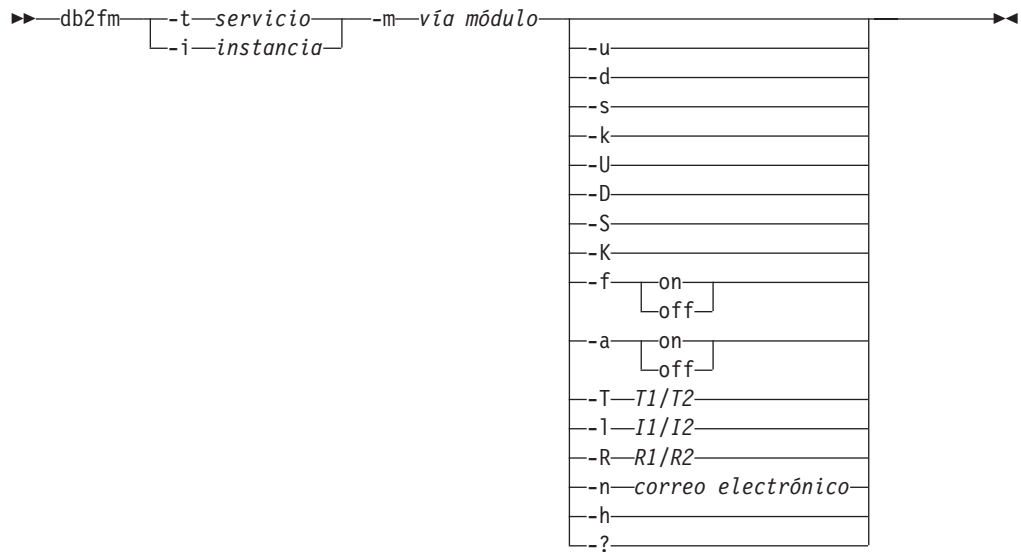 db2fm -t servicio -m vía módulo
-i instancia
-u
-d
-s
-k
-U
-D
-S
-K
-f on
off
-a on
off
-T T1/T2
-l I1/I2
-R R1/R2
-n correo electrónico
-h
-?